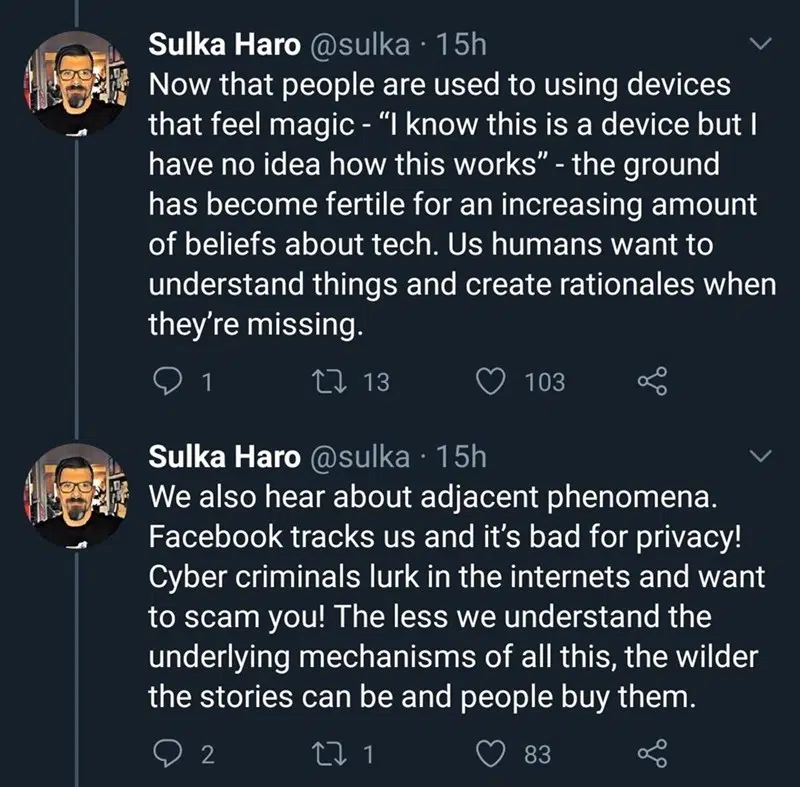 Sulka Haro @sulka · 15h
Now that people are used to using devices
that feel magic - “I know this is a device but I
have no idea how this works” - the ground
has become fertile for an increasing amount
of beliefs about tech. Us humans want to
understand things and create rationales when
they’re missing.
1 13 103
Sulka Haro @sulka · 15h
We also hear about adjacent phenomena.
Facebook tracks us and it’s bad for privacy!
Cyber criminals lurk in the internets and want
to scam you! The less we understand the
underlying mechanisms of all this, the wilder
the stories can be and people buy them.
2 1 83